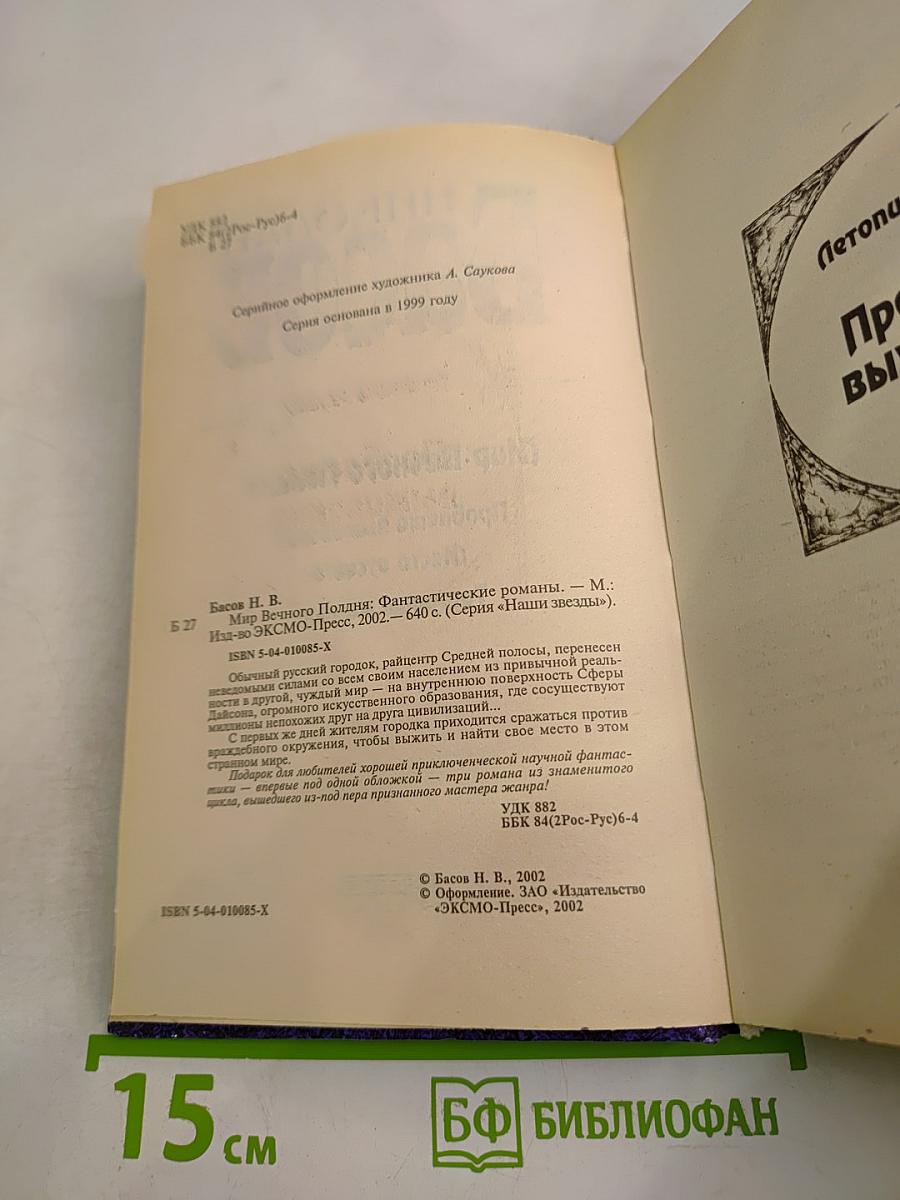 УДК 882
ББК 84(2Рос-Рус)6-4
Б 27
Серийное оформление художника А. Саукова
Серия основана в 1999 году
Басов Н. В.
Б 27 Мир Вечного Полдня: Фантастические романы. — М.:
Изд-во ЭКСМО-Пресс, 2002.— 640 с. (Серия «Наши звезды»).
ISBN 5-04-010085-X
Обычный русский городок, райцентр Средней полосы, перенесен
неведомыми силами со всем своим населением из привычной реаль-
ности в другой, чуждый мир — на внутреннюю поверхность Сферы
Дайсона, огромного искусственного образования, где сосуществуют
миллионы непохожих друг на друга цивилизаций...
С первых же дней жителям городка приходится сражаться против
враждебного окружения, чтобы выжить и найти свое место в этом
странном мире.
Подарок для любителей хорошей приключенческой научной фантас-
тики — впервые под одной обложкой — три романа из знаменитого
цикла, вышедшего из-под пера признанного мастера жанра!
УДК 882
ББК 84(2Рос-Рус)6-4
© Басов Н. В., 2002
© Оформление. ЗАО «Издательство
«ЭКСМО-Пресс», 2002
ISBN 5-04-010085-X
Летопи
Про
выж
15 см
БФ БИБЛИОФАН